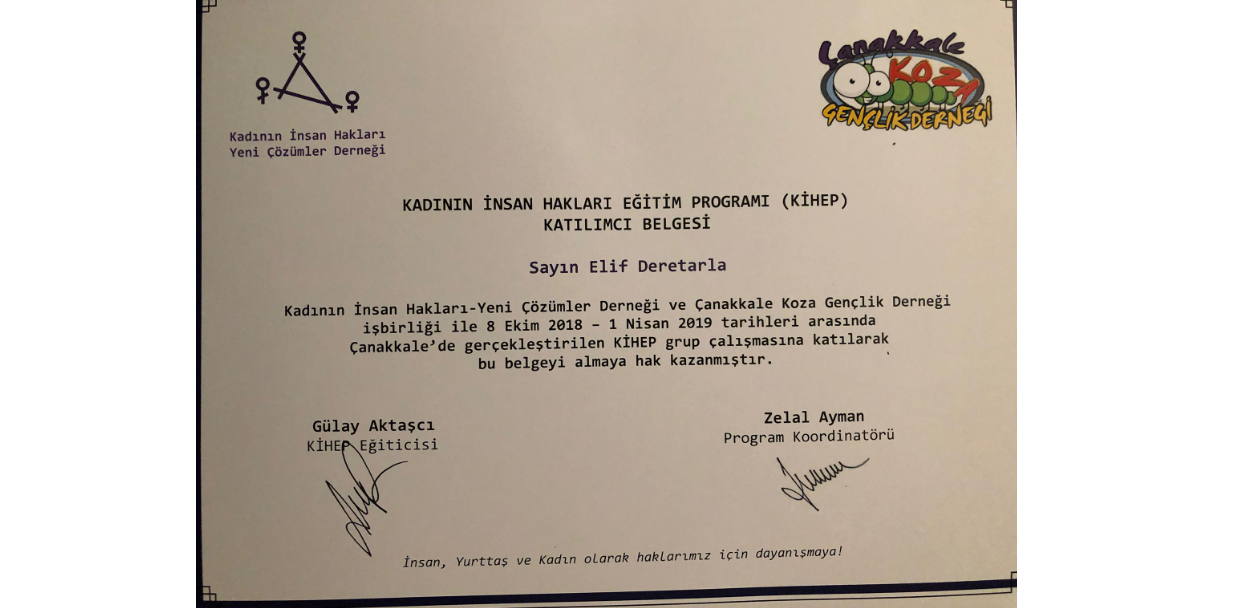 Kadının İnsan Hakları
Yeni Çözümler Derneği
Çanakkale
KOZA
GENÇLİK DERNEĞİ
KADININ İNSAN HAKLARI EĞİTİM PROGRAMI (KİHEP)
KATILIMCI BELGESİ
Sayın Elif Deretarla
Kadının İnsan Hakları-Yeni Çözümler Derneği ve Çanakkale Koza Gençlik Derneği
işbirliği ile 8 Ekim 2018 – 1 Nisan 2019 tarihleri arasında
Çanakkale’de gerçekleştirilen KİHEP grup çalışmasına katılarak
bu belgeyi almaya hak kazanmıştır.
Gülay Aktaşcı
KİHEP Eğiticisi
Zelal Ayman
Program Koordinatörü
İnsan, Yurttaş ve Kadın olarak haklarımız için dayanışmaya!